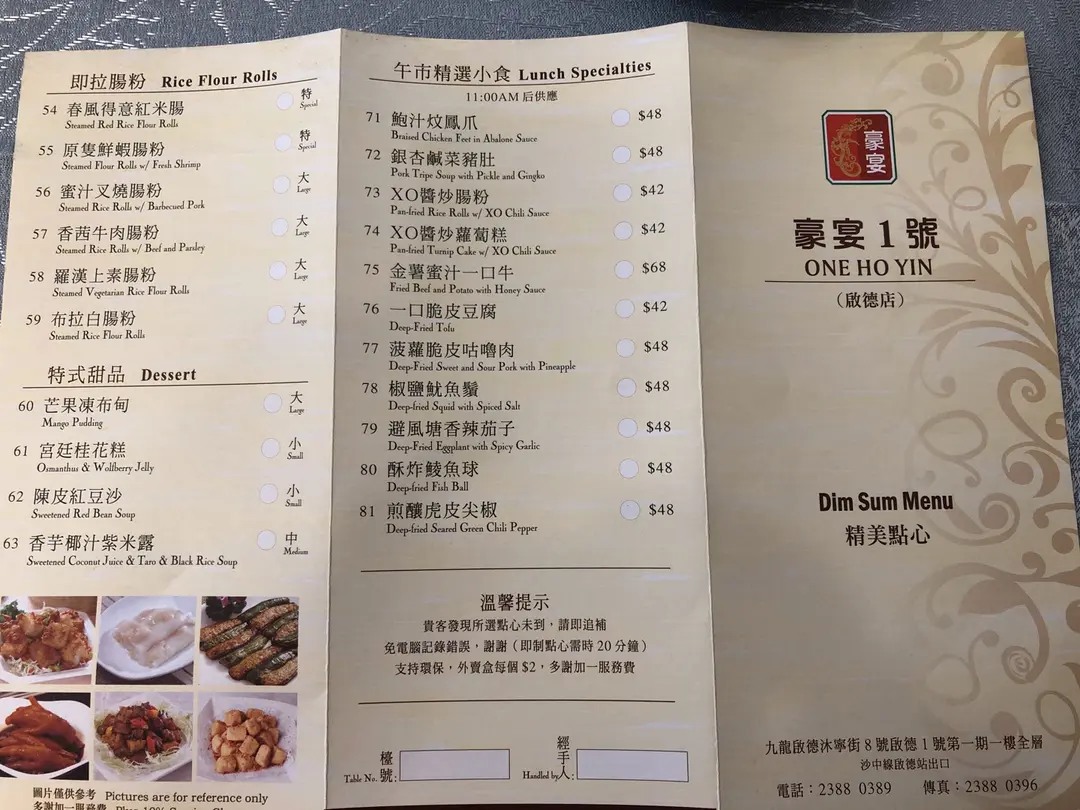 即拉腸粉 Rice Flour Rolls
54 春風得意紅米腸 特
Steamed Red Rice Flour Rolls Special
55 原隻鮮蝦腸粉 特
Steamed Flour Rolls w/ Fresh Shrimp Special
56 蜜汁叉燒腸粉 大
Steamed Rice Rolls w/ Barbecued Pork Large
57 香茜牛肉腸粉 大
Steamed Rice Rolls w/ Beef and Parsley Large
58 羅漢上素腸粉 大
Steamed Vegetarian Rice Flour Rolls Large
59 布拉白腸粉 大
Steamed Rice Flour Rolls Large
特式甜品 Dessert
60 芒果凍布甸 大
Mango Pudding Large
61 宮廷桂花糕 小
Osmanthus & Wolfberry Jelly Small
62 陳皮紅豆沙 小
Sweetened Red Bean Soup Small
63 香芋椰汁紫米露 中
Sweetened Coconut Juice & Taro & Black Rice Soup Medium
圖片僅供參考 Pictures are for reference only
多謝加一服務費 Plus 10% Service Charge
午市精選小食 Lunch Specialties
11:00AM 后供應
71 鮑汁炆鳳爪 $48
Braised Chicken Feet in Abalone Sauce
72 銀杏鹹菜豬肚 $48
Pork Tripe Soup with Pickle and Gingko
73 XO醬炒腸粉 $42
Pan-fried Rice Rolls w/ XO Chili Sauce
74 XO醬炒蘿蔔糕 $42
Pan-fried Turnip Cake w/ XO Chili Sauce
75 金薯蜜汁一口牛 $68
Fried Beef and Potato with Honey Sauce
76 一口脆皮豆腐 $42
Deep-Fried Tofu
77 菠蘿脆皮咕嚕肉 $48
Deep-Fried Sweet and Sour Pork with Pineapple
78 椒鹽魷魚鬚 $48
Deep-fried Squid with Spiced Salt
79 避風塘香辣茄子 $48
Deep-Fried Eggplant with Spicy Garlic
80 酥炸鯪魚球 $48
Deep-fried Fish Ball
81 煎釀虎皮尖椒 $48
Deep-fried Seared Green Chili Pepper
溫馨提示
貴客發現所選點心未到，請即追補
免電腦記錄錯誤，謝謝（即制點心需時 20 分鐘）
支持環保，外賣盒每個 $2，多謝加一服務費
Table No. 檯號: Handled by 經手人:
豪宴
豪宴 1 號
ONE HO YIN
（啟德店）
Dim Sum Menu
精美點心
九龍啟德沐寧街 8 號啟德 1 號第一期一樓全層
沙中線啟德站出口
電話：2388 0389 傳真：2388 0396